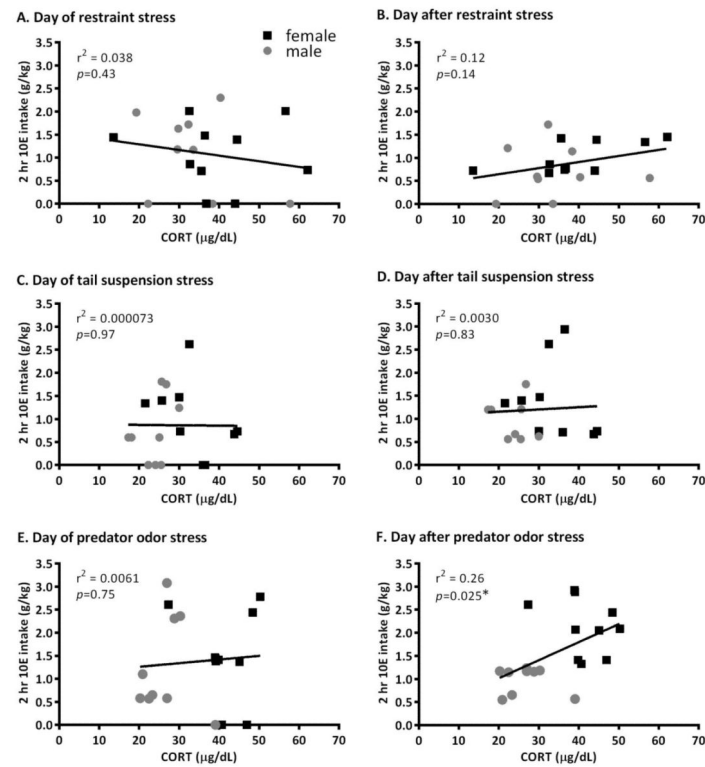 A. Day of restraint stress
3.5
3.0
2.5
2.0
1.5
1.0
0.5
0.0
2 hr 10E intake (g/kg)
r² = 0.038
p=0.43
female
male
0 10 20 30 40 50 60 70
CORT (µg/dL)
B. Day after restraint stress
3.5
3.0
2.5
2.0
1.5
1.0
0.5
0.0
2 hr 10E intake (g/kg)
r² = 0.12
p=0.14
0 10 20 30 40 50 60 70
CORT (µg/dL)
C. Day of tail suspension stress
3.5
3.0
2.5
2.0
1.5
1.0
0.5
0.0
2 hr 10E intake (g/kg)
r² = 0.000073
p=0.97
0 10 20 30 40 50 60 70
CORT (µg/dL)
D. Day after tail suspension stress
3.5
3.0
2.5
2.0
1.5
1.0
0.5
0.0
2 hr 10E intake (g/kg)
r² = 0.0030
p=0.83
0 10 20 30 40 50 60 70
CORT (µg/dL)
E. Day of predator odor stress
3.5
3.0
2.5
2.0
1.5
1.0
0.5
0.0
2 hr 10E intake (g/kg)
r² = 0.0061
p=0.75
0 10 20 30 40 50 60 70
CORT (µg/dL)
F. Day after predator odor stress
3.5
3.0
2.5
2.0
1.5
1.0
0.5
0.0
2 hr 10E intake (g/kg)
r² = 0.26
p=0.025*
0 10 20 30 40 50 60 70
CORT (µg/dL)